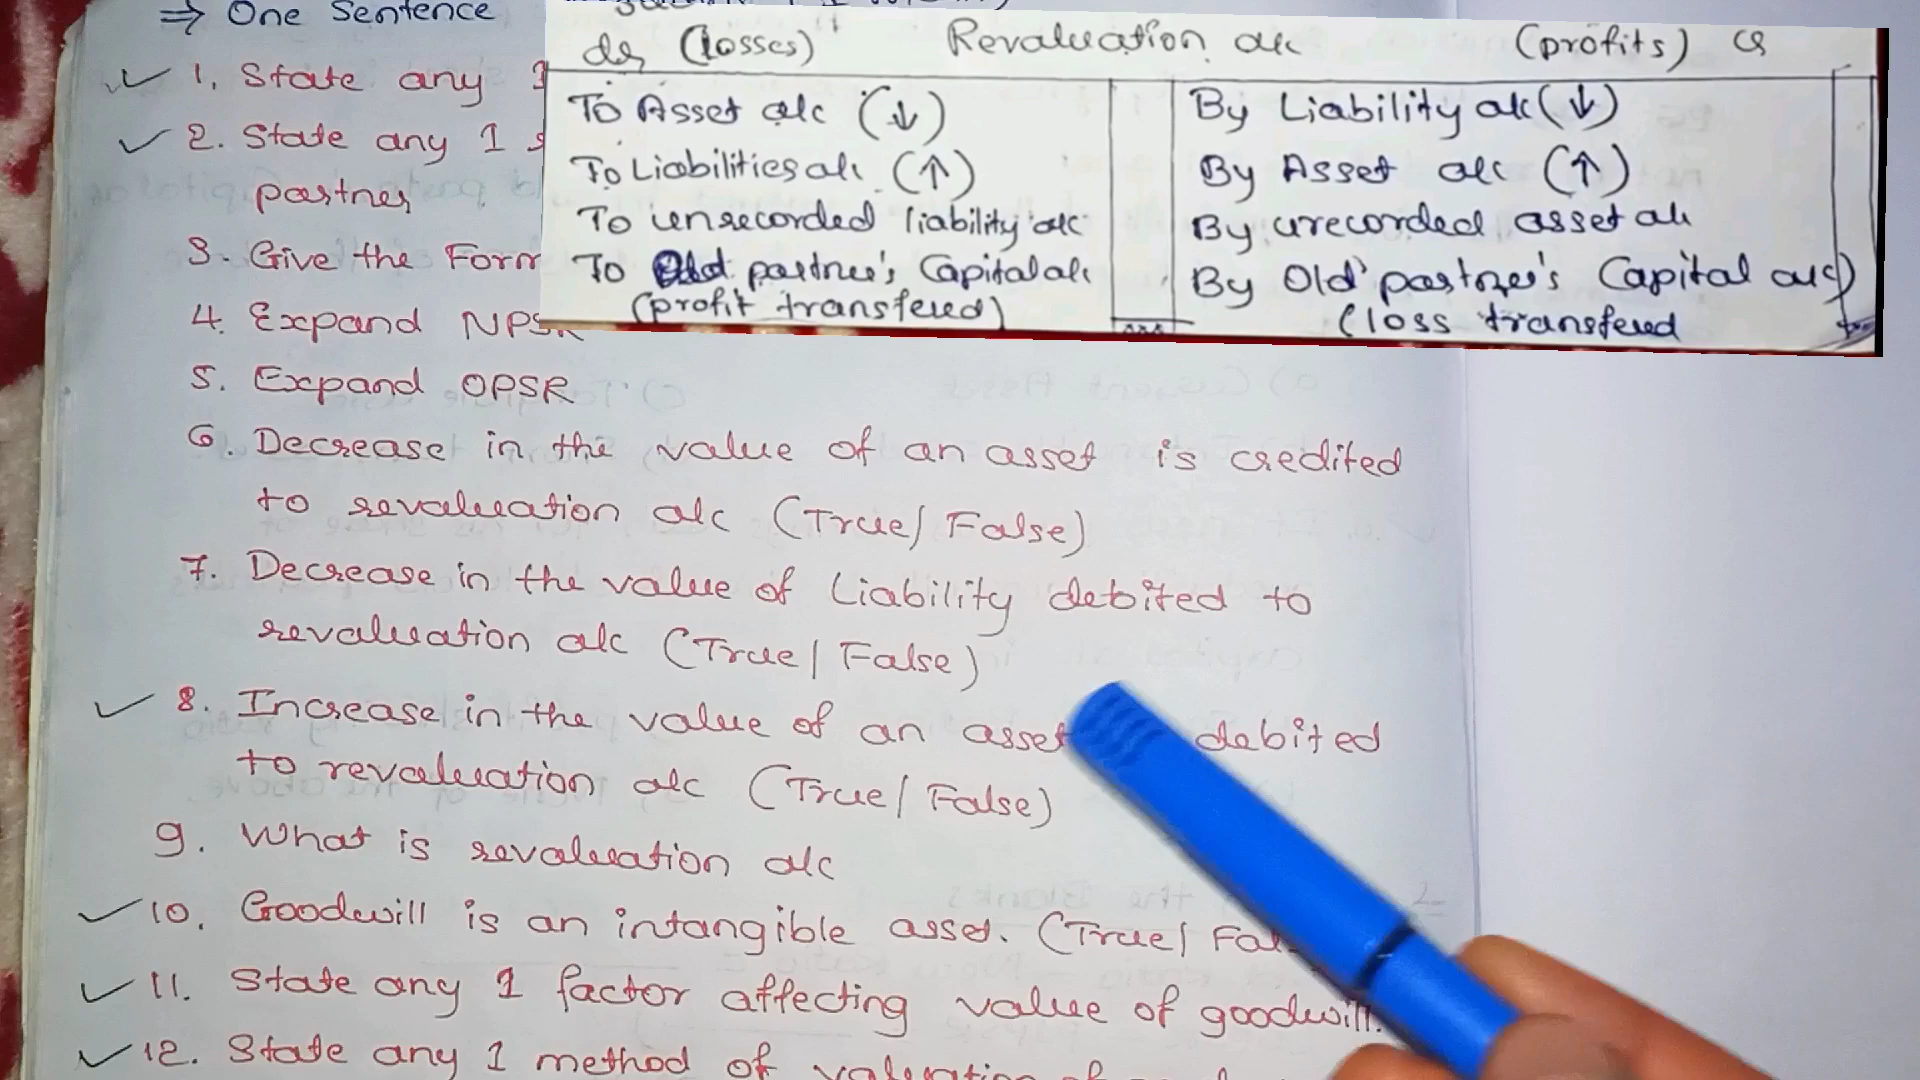 ⇒ One Sentence
✓ 1. State any 1
✓ 2. State any 1
partner
3. Give the Form
4. Expand NPSR
5. Expand OPSR
6. Decrease in the value of an asset is credited
to revaluation a/c (True/False)
7. Decrease in the value of Liability debited to
revaluation a/c (True/False)
✓ 8. Increase in the value of an asset debited
to revaluation a/c (True/False)
9. What is revaluation a/c
✓ 10. Goodwill is an intangible asset. (True/ Fal
✓ 11. State any 1 factor affecting value of goodwill.
✓ 12. State any 1 method of
dr (losses) Revaluation a/c (profits) cr
To Asset a/c (↓) By Liability a/c (↓)
To Liabilities a/c (↑) By Asset a/c (↑)
To unrecorded liability a/c By urecorded asset a/c
To Old partner's Capital a/c By Old partner's Capital a/c)
(profit transfered) (loss transfered